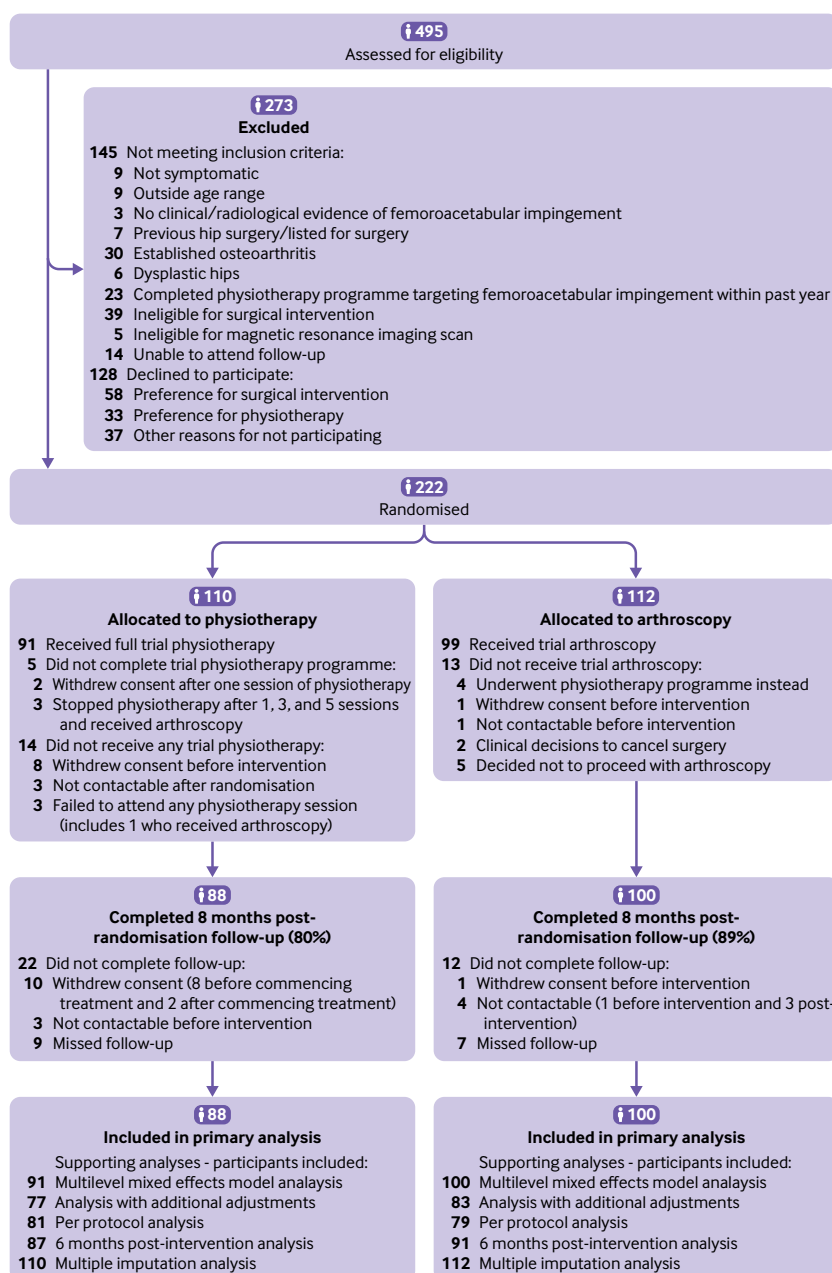 495
Assessed for eligibility
273
Excluded
145 Not meeting inclusion criteria:
9 Not symptomatic
9 Outside age range
3 No clinical/radiological evidence of femoroacetabular impingement
7 Previous hip surgery/listed for surgery
30 Established osteoarthritis
6 Dysplastic hips
23 Completed physiotherapy programme targeting femoroacetabular impingement within past year
39 Ineligible for surgical intervention
5 Ineligible for magnetic resonance imaging scan
14 Unable to attend follow-up
128 Declined to participate:
58 Preference for surgical intervention
33 Preference for physiotherapy
37 Other reasons for not participating
222
Randomised
110
Allocated to physiotherapy
91 Received full trial physiotherapy
5 Did not complete trial physiotherapy programme:
2 Withdrew consent after one session of physiotherapy
3 Stopped physiotherapy after 1, 3, and 5 sessions
and received arthroscopy
14 Did not receive any trial physiotherapy:
8 Withdrew consent before intervention
3 Not contactable after randomisation
3 Failed to attend any physiotherapy session
(includes 1 who received arthroscopy)
112
Allocated to arthroscopy
99 Received trial arthroscopy
13 Did not receive trial arthroscopy:
4 Underwent physiotherapy programme instead
1 Withdrew consent before intervention
1 Not contactable before intervention
2 Clinical decisions to cancel surgery
5 Decided not to proceed with arthroscopy
88
Completed 8 months post-
randomisation follow-up (80%)
22 Did not complete follow-up:
10 Withdrew consent (8 before commencing
treatment and 2 after commencing treatment)
3 Not contactable before intervention
9 Missed follow-up
100
Completed 8 months post-
randomisation follow-up (89%)
12 Did not complete follow-up:
1 Withdrew consent before intervention
4 Not contactable (1 before intervention and 3 post-
intervention)
7 Missed follow-up
88
Included in primary analysis
Supporting analyses - participants included:
91 Multilevel mixed effects model analaysis
77 Analysis with additional adjustments
81 Per protocol analysis
87 6 months post-intervention analysis
110 Multiple imputation analysis
100
Included in primary analysis
Supporting analyses - participants included:
100 Multilevel mixed effects model analaysis
83 Analysis with additional adjustments
79 Per protocol analysis
91 6 months post-intervention analysis
112 Multiple imputation analysis